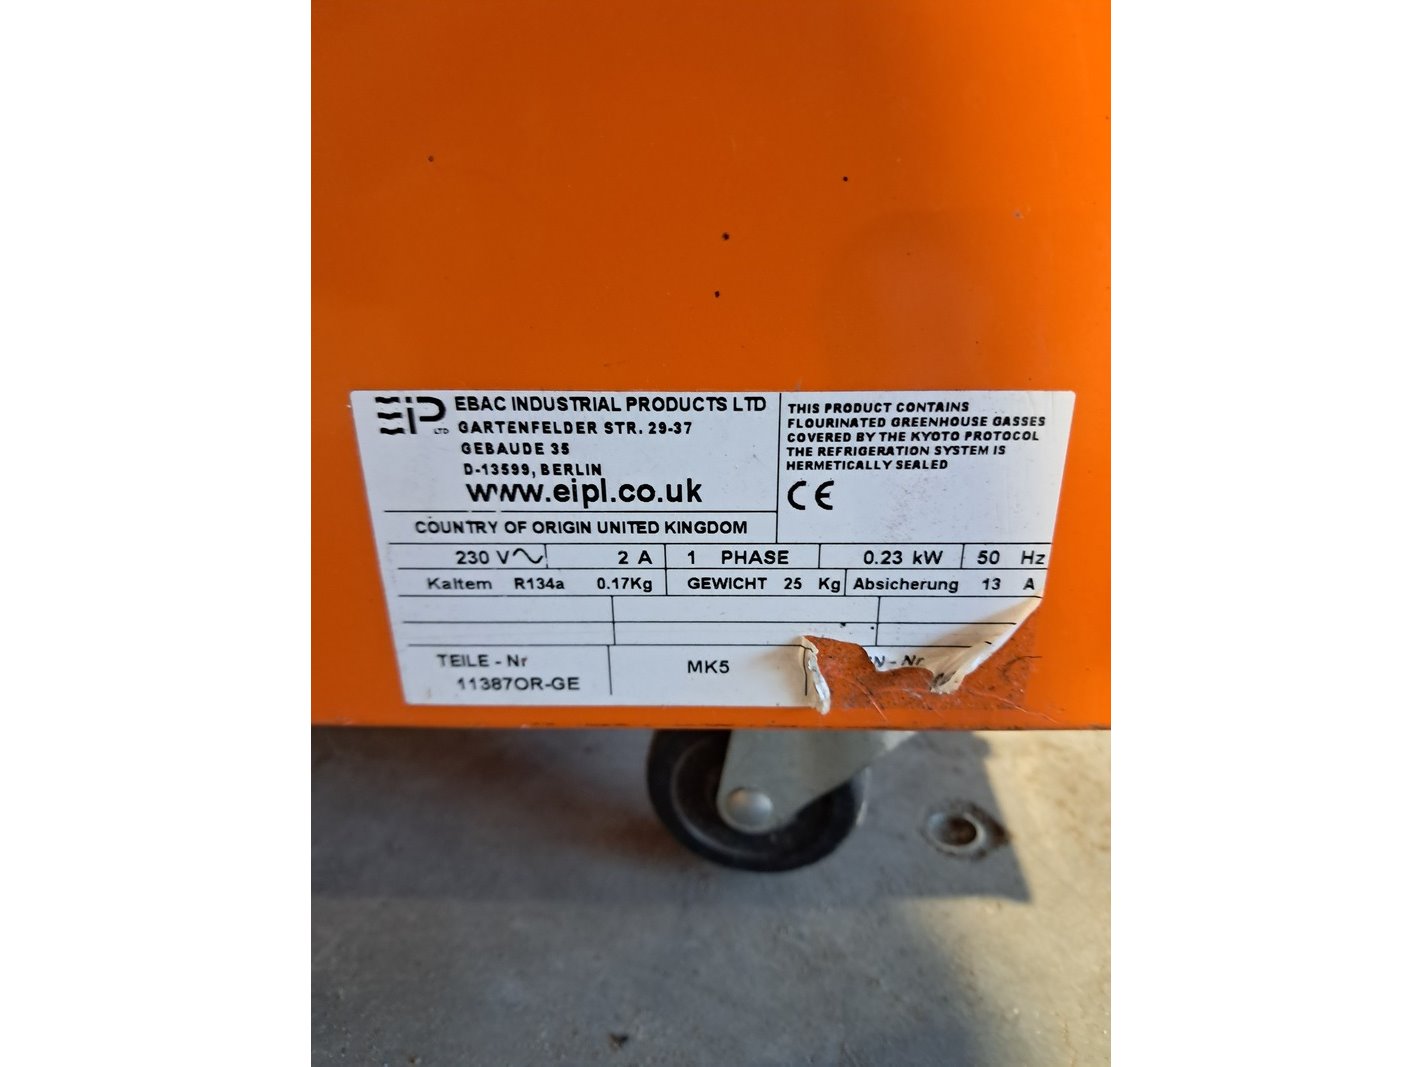 EIP LTD
EBAC INDUSTRIAL PRODUCTS LTD
GARTENFELDER STR. 29-37
GEBAUDE 35
D-13599, BERLIN
www.eipl.co.uk
THIS PRODUCT CONTAINS
FLOURINATED GREENHOUSE GASSES
COVERED BY THE KYOTO PROTOCOL
THE REFRIGERATION SYSTEM IS
HERMETICALLY SEALED
CE
COUNTRY OF ORIGIN UNITED KINGDOM
230 V 2 A 1 PHASE 0.23 kW 50 Hz
Kaltem R134a 0.17Kg GEWICHT 25 Kg Absicherung 13 A
TEILE - Nr MK5 - Nr
11387OR-GE